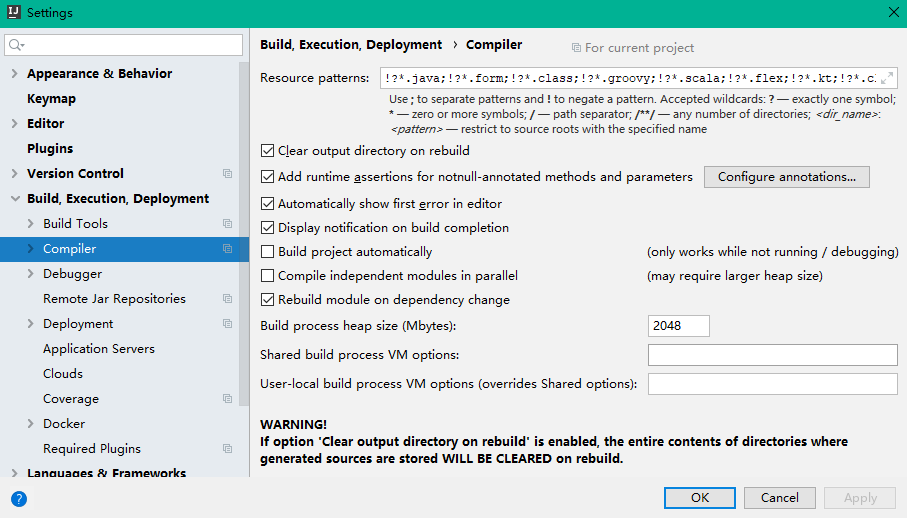 Settings
Appearance & Behavior
Keymap
Editor
Plugins
Version Control
Build, Execution, Deployment
Build Tools
Compiler
Debugger
Remote Jar Repositories
Deployment
Application Servers
Clouds
Coverage
Docker
Required Plugins
Languages & Frameworks
Build, Execution, Deployment › Compiler
For current project
Resource patterns: !?*.java;!?*.form;!?*.class;!?*.groovy;!?*.scala;!?*.flex;!?*.kt;!?*.cl
Use ; to separate patterns and ! to negate a pattern. Accepted wildcards: ? — exactly one symbol;
* — zero or more symbols; / — path separator; /**/ — any number of directories; <dir_name>:
<pattern> — restrict to source roots with the specified name
Clear output directory on rebuild
Add runtime assertions for notnull-annotated methods and parameters Configure annotations...
Automatically show first error in editor
Display notification on build completion
Build project automatically (only works while not running / debugging)
Compile independent modules in parallel (may require larger heap size)
Rebuild module on dependency change
Build process heap size (Mbytes): 2048
Shared build process VM options:
User-local build process VM options (overrides Shared options):
WARNING!
If option 'Clear output directory on rebuild' is enabled, the entire contents of directories where
generated sources are stored WILL BE CLEARED on rebuild.
? OK Cancel Apply